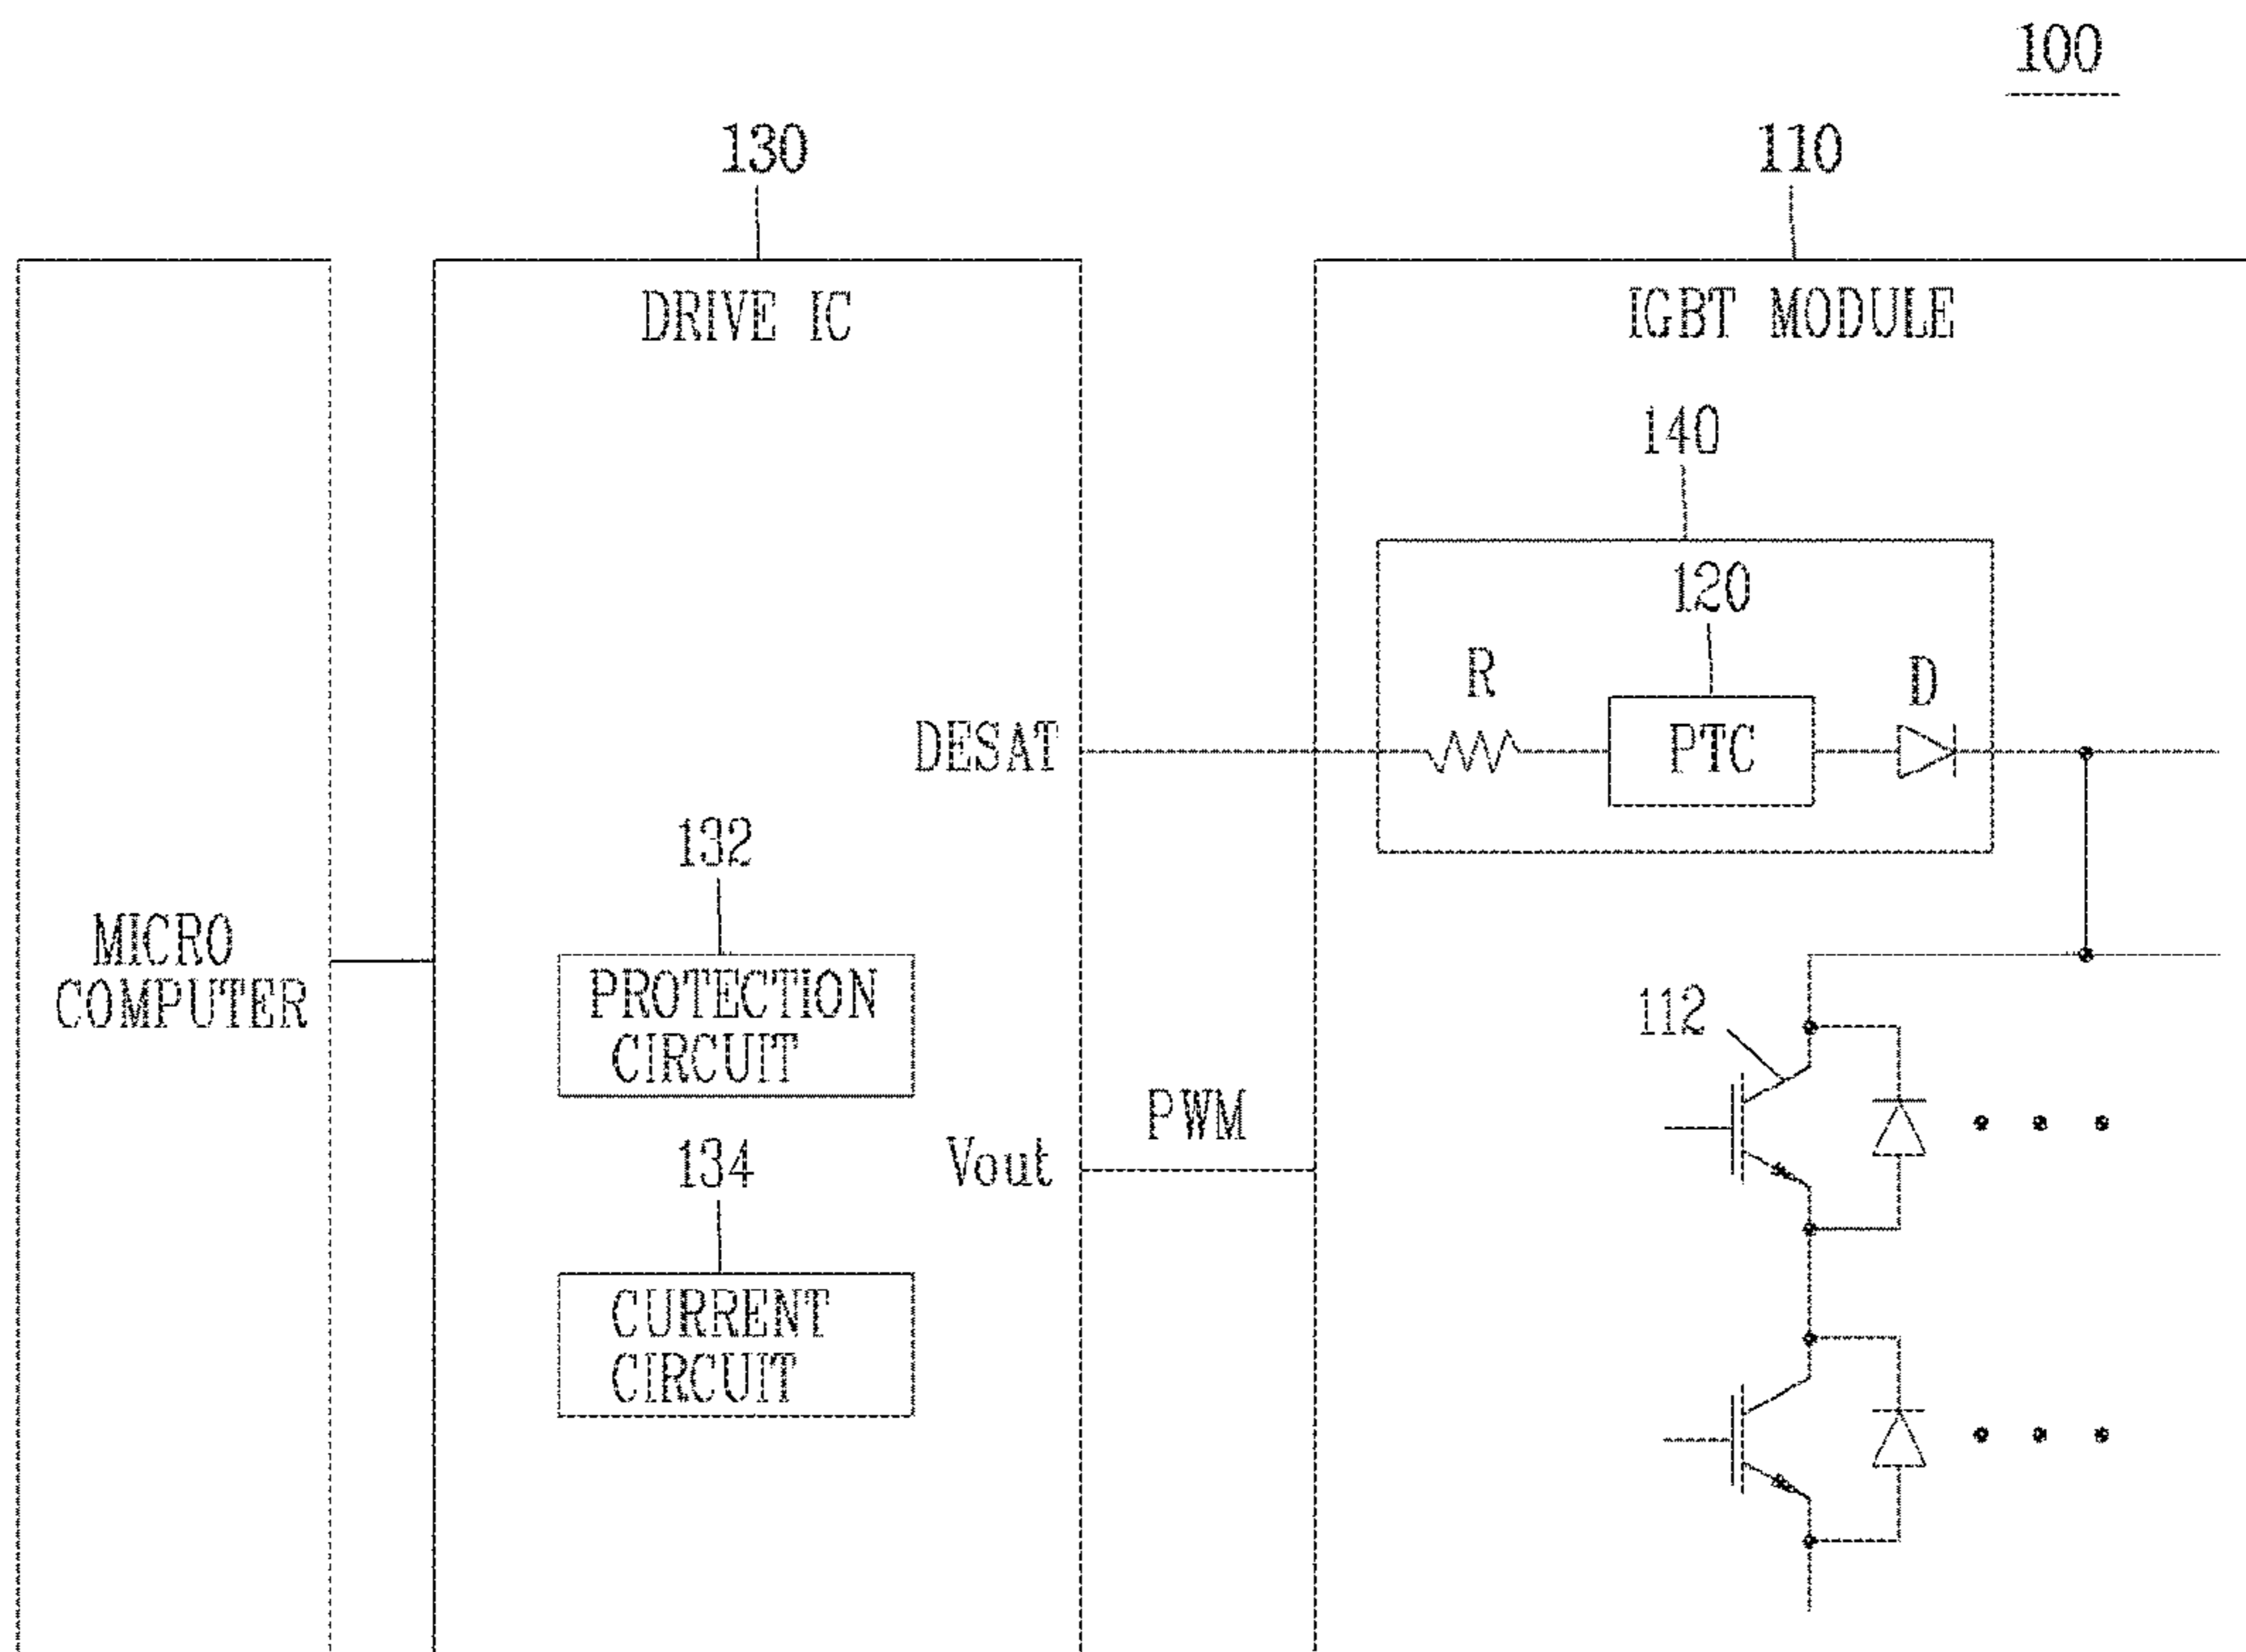 100
130
110
DRIVE IC
IGBT MODULE
140
120
R
D
DESAT
PTC
132
MICRO
COMPUTER
PROTECTION
CIRCUIT
112
PWM
Vout
134
CURRENT
CIRCUIT